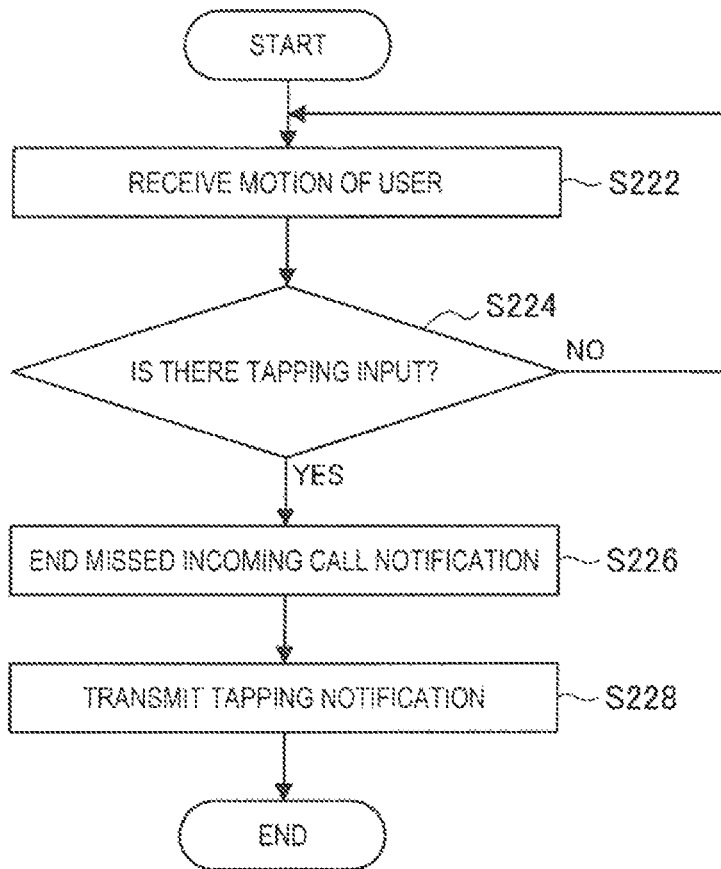 START
RECEIVE MOTION OF USER
S222
S224
IS THERE TAPPING INPUT?
NO
YES
END MISSED INCOMING CALL NOTIFICATION
S226
TRANSMIT TAPPING NOTIFICATION
S228
END